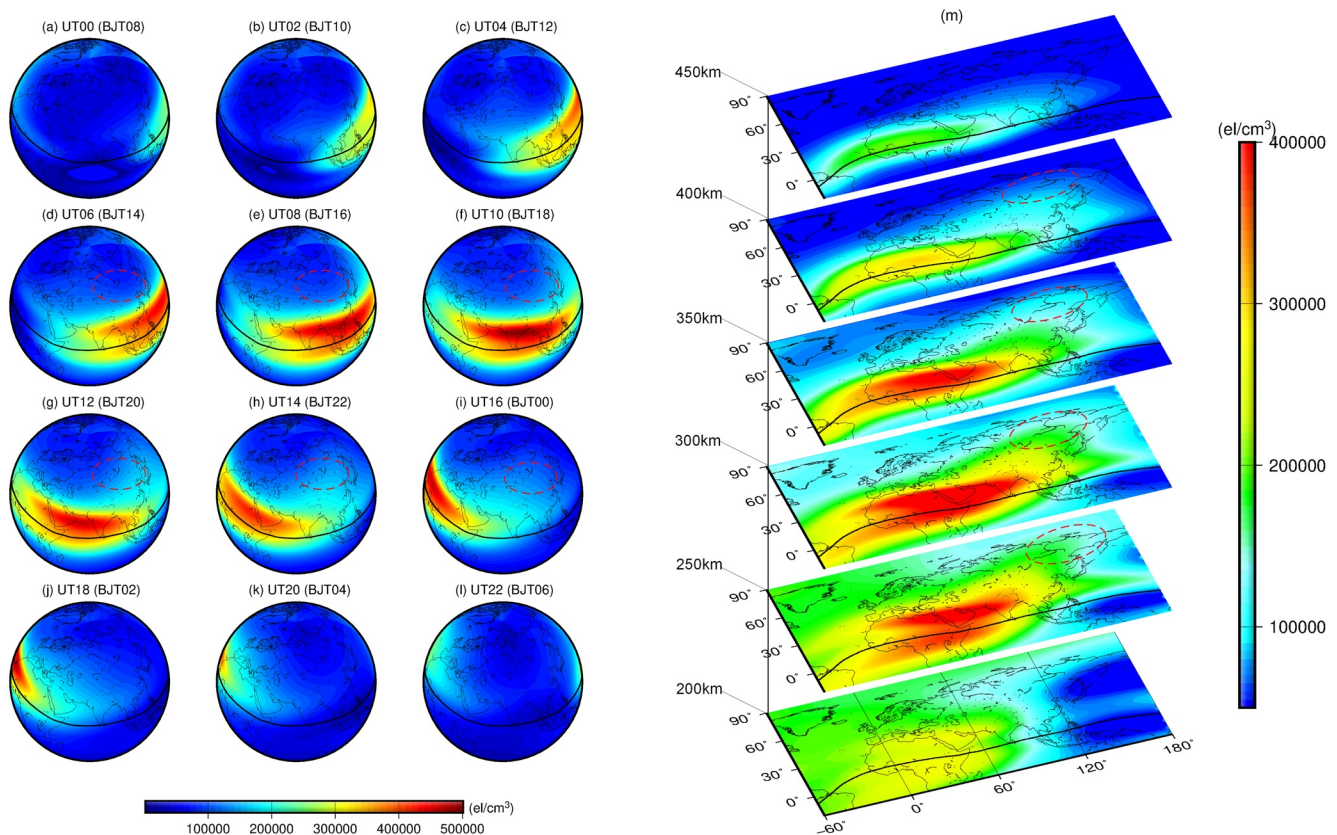 (a) UT00 (BJT08)
(b) UT02 (BJT10)
(c) UT04 (BJT12)
(d) UT06 (BJT14)
(e) UT08 (BJT16)
(f) UT10 (BJT18)
(g) UT12 (BJT20)
(h) UT14 (BJT22)
(i) UT16 (BJT00)
(j) UT18 (BJT02)
(k) UT20 (BJT04)
(l) UT22 (BJT06)
100000 200000 300000 400000 500000
(el/cm³)
(m)
450km
90°
60°
30°
0°
400km
90°
60°
30°
0°
350km
90°
60°
30°
0°
300km
90°
60°
30°
0°
250km
90°
60°
30°
0°
200km
90°
60°
30°
0°
−60°
0°
60°
120°
180°
(el/cm³)
400000
300000
200000
100000